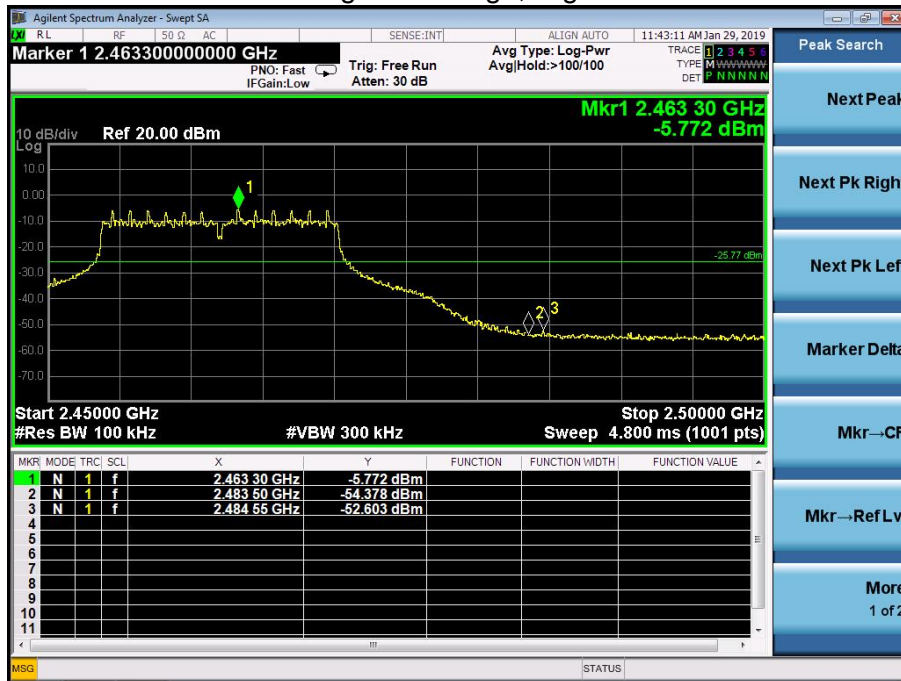 Agilent Spectrum Analyzer - Swept SA
LXI RL RF 50 Ω AC SENSE:INT ALIGN AUTO 11:43:11 AM Jan 29, 2019
Marker 1 2.463300000000 GHz
PNO: Fast
IFGain:Low
Trig: Free Run
Atten: 30 dB
Avg Type: Log-Pwr
Avg|Hold:>100/100
TRACE 1 2 3 4 5 6
TYPE M WWWWW
DET P N N N N N
Mkr1 2.463 30 GHz
-5.772 dBm
10 dB/div Ref 20.00 dBm
Log
10.0
0.00
-10.0
-20.0
-30.0
-40.0
-50.0
-60.0
-70.0
1
2
3
-25.77 dBm
Start 2.45000 GHz Stop 2.50000 GHz
#Res BW 100 kHz #VBW 300 kHz Sweep 4.800 ms (1001 pts)
MKR MODE TRC SCL X Y FUNCTION FUNCTION WIDTH FUNCTION VALUE
1 N 1 f 2.463 30 GHz -5.772 dBm
2 N 1 f 2.483 50 GHz -54.378 dBm
3 N 1 f 2.484 55 GHz -52.603 dBm
4
5
6
7
8
9
10
11
MSG STATUS
Peak Search
Next Peak
Next Pk Righ
Next Pk Lef
Marker Delta
Mkr→CF
Mkr→Ref Lv
More
1 of 2